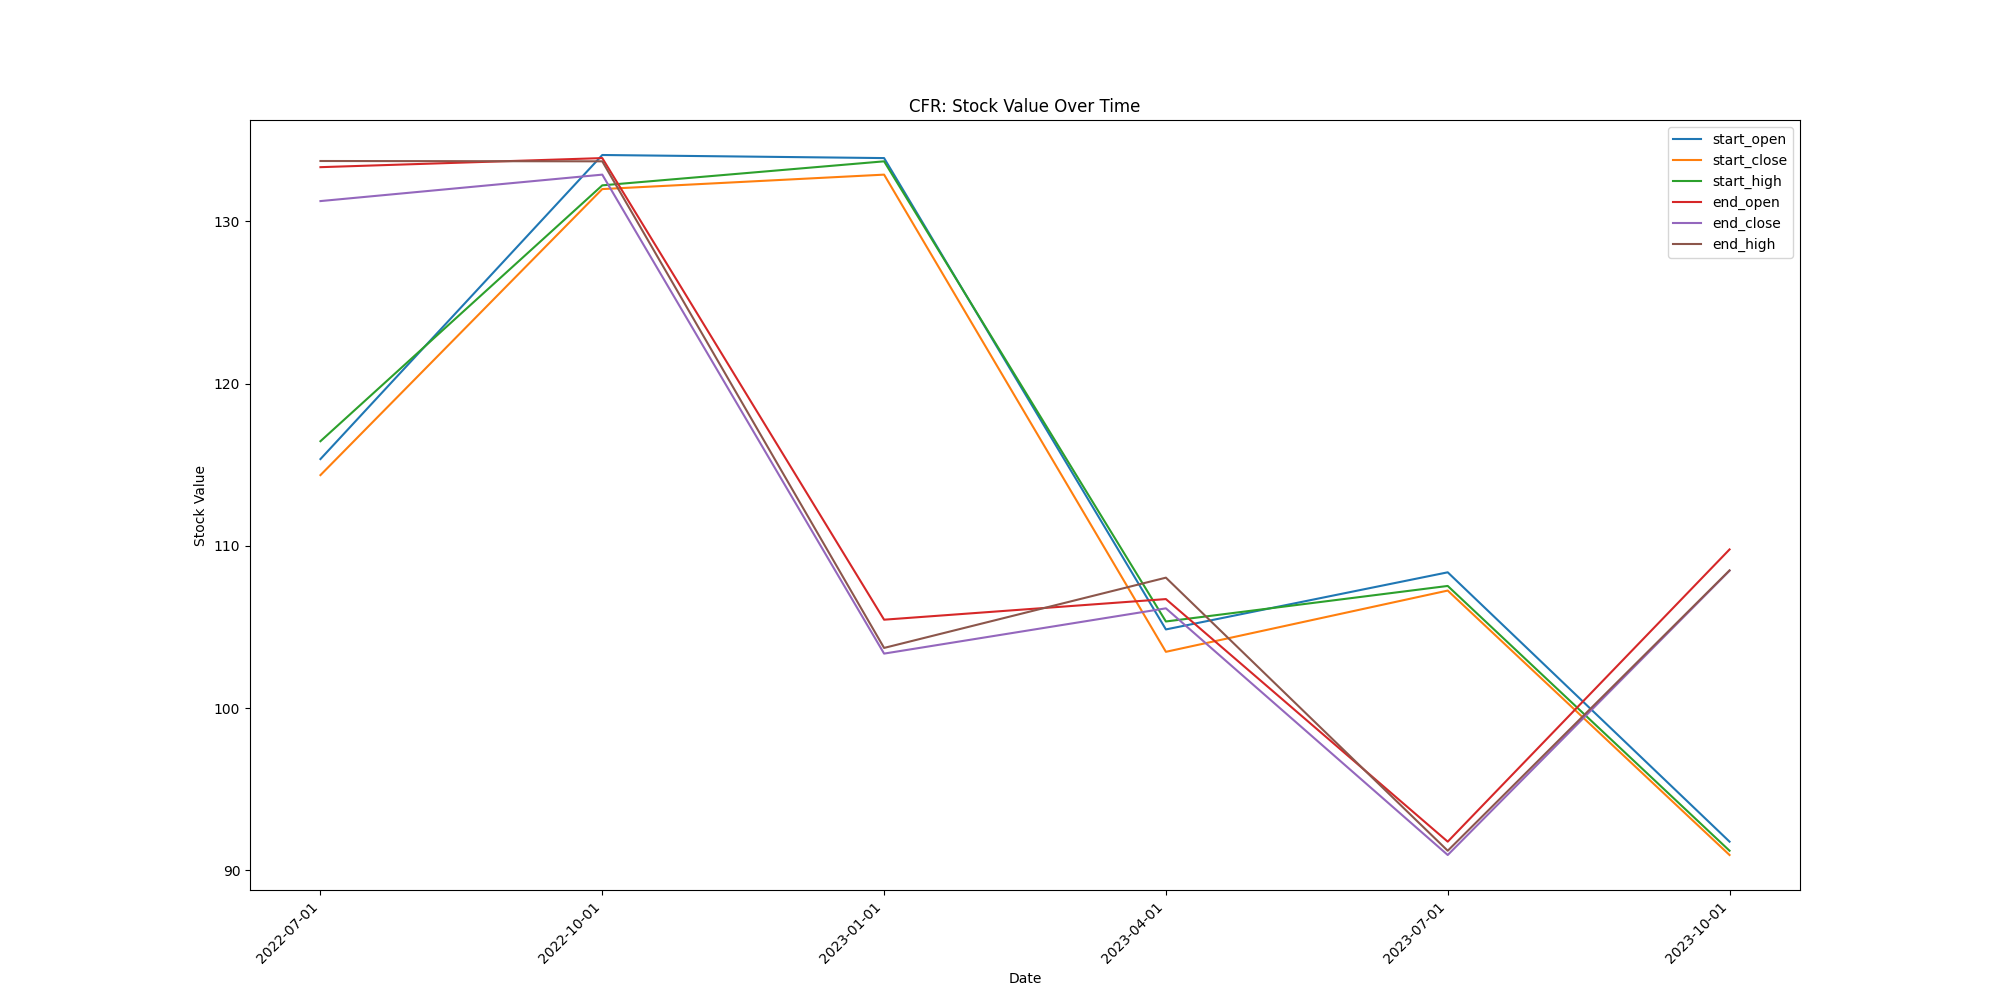 CFR: Stock Value Over Time
start_open
start_close
start_high
end_open
end_close
end_high
130
120
110
100
90
Stock Value
2022-07-01
2022-10-01
2023-01-01
2023-04-01
2023-07-01
2023-10-01
Date